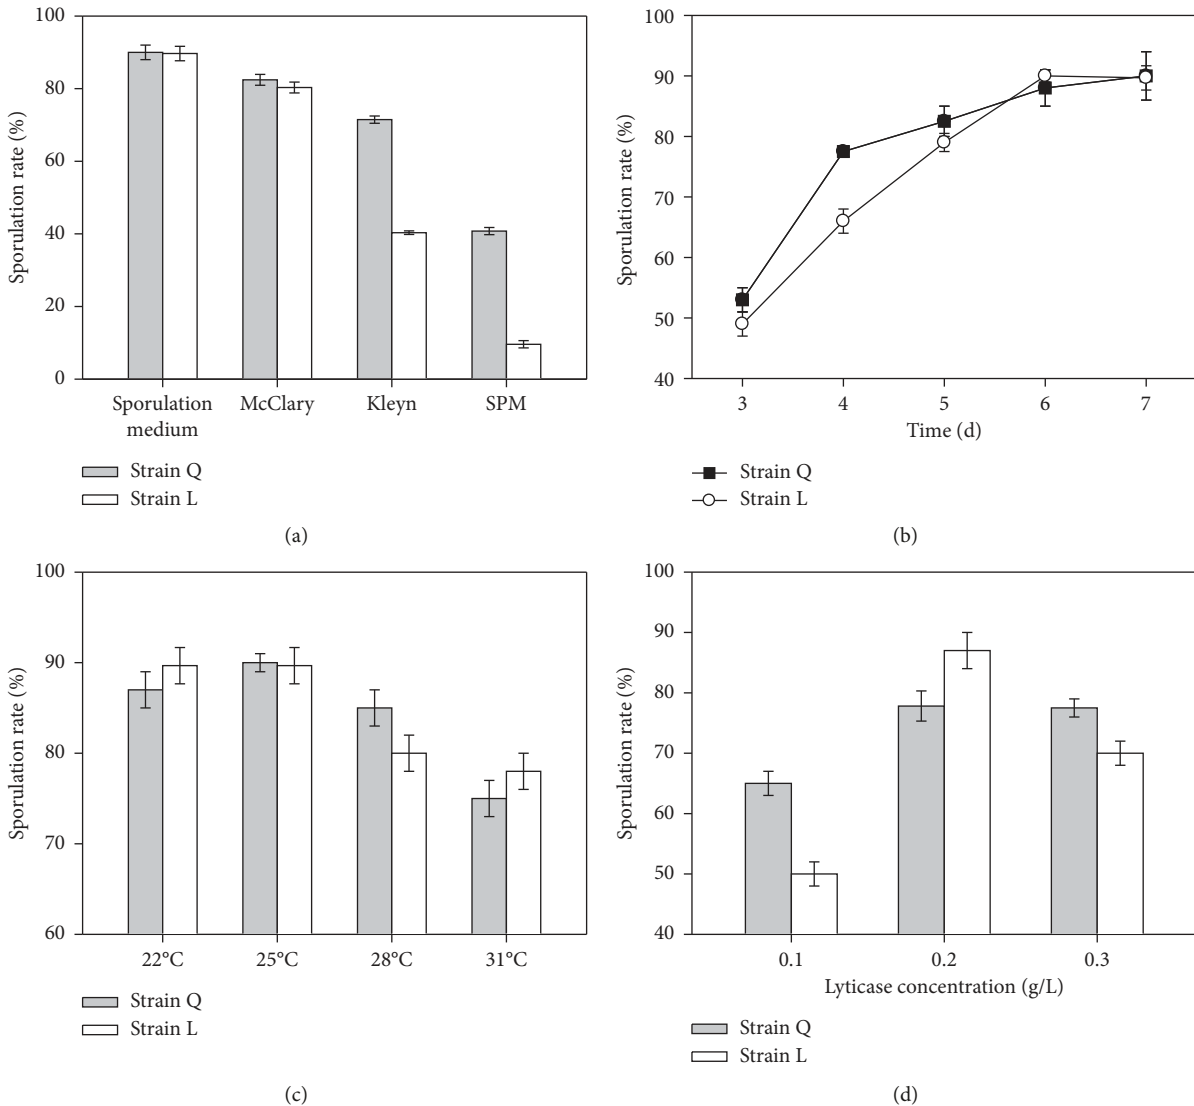 100
80
60
40
20
0
Sporulation rate (%)
Sporulation
medium
McClary
Kleyn
SPM
Strain Q
Strain L
(a)
100
90
80
70
60
50
40
Sporulation rate (%)
3
4
5
6
7
Time (d)
Strain Q
Strain L
(b)
100
90
80
70
60
Sporulation rate (%)
22°C
25°C
28°C
31°C
Strain Q
Strain L
(c)
100
90
80
70
60
50
40
Sporulation rate (%)
0.1
0.2
0.3
Lyticase concentration (g/L)
Strain Q
Strain L
(d)